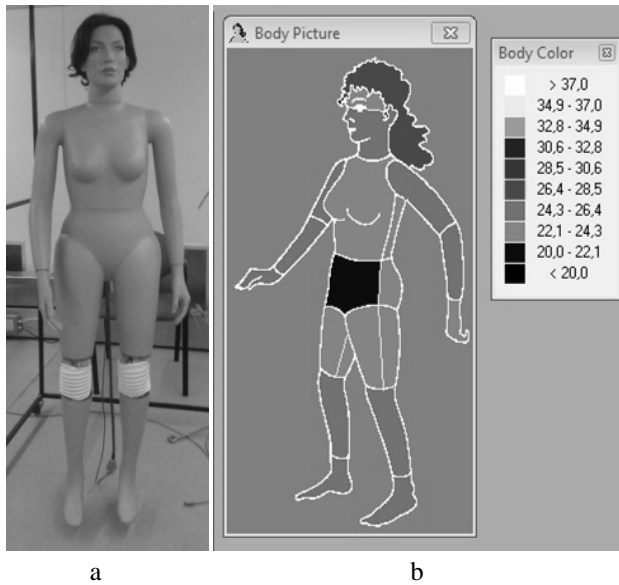 Body Picture
Body Color
> 37,0
34,9 - 37,0
32,8 - 34,9
30,6 - 32,8
28,5 - 30,6
26,4 - 28,5
24,3 - 26,4
22,1 - 24,3
20,0 - 22,1
< 20,0
a
b